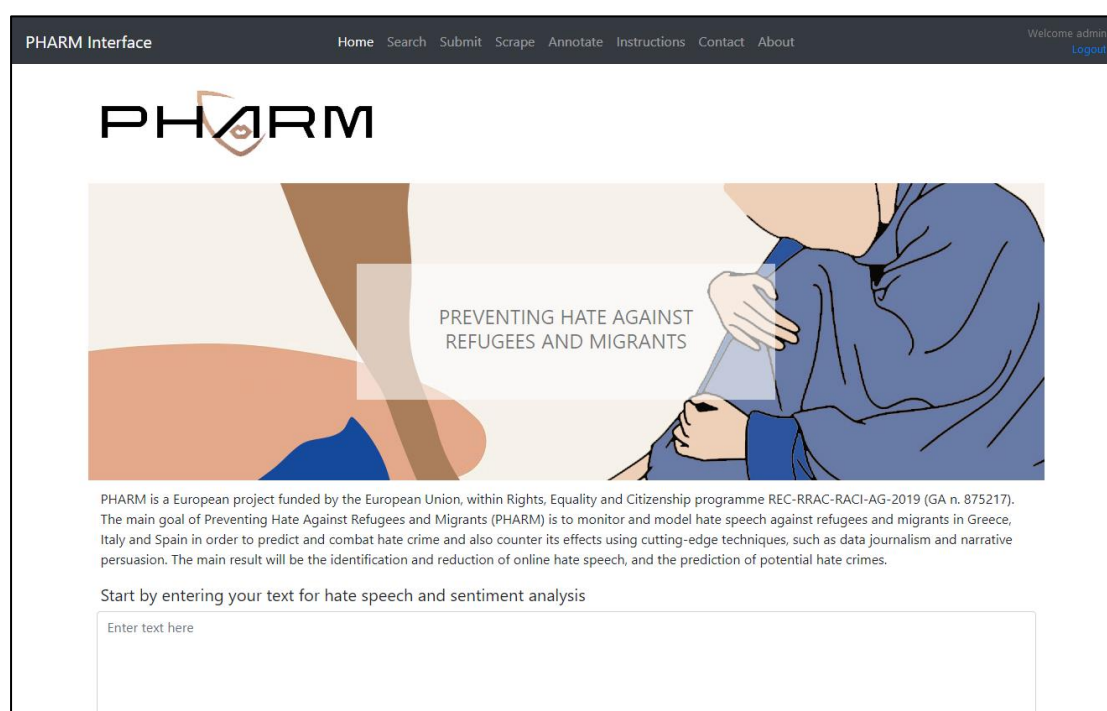 PHARM Interface Home Search Submit Scrape Annotate Instructions Contact About Welcome admin
Logout
PHARM
PREVENTING HATE AGAINST
REFUGEES AND MIGRANTS
PHARM is a European project funded by the European Union, within Rights, Equality and Citizenship programme REC-RRAC-RACI-AG-2019 (GA n. 875217).
The main goal of Preventing Hate Against Refugees and Migrants (PHARM) is to monitor and model hate speech against refugees and migrants in Greece,
Italy and Spain in order to predict and combat hate crime and also counter its effects using cutting-edge techniques, such as data journalism and narrative
persuasion. The main result will be the identification and reduction of online hate speech, and the prediction of potential hate crimes.
Start by entering your text for hate speech and sentiment analysis
Enter text here